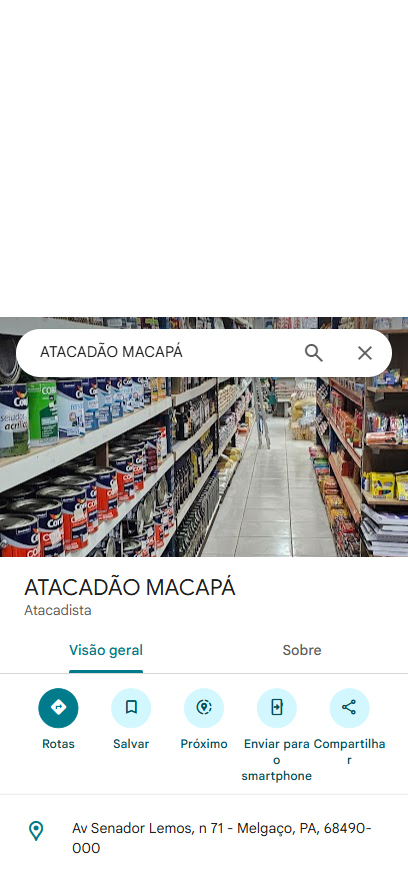 ATACADÃO MACAPÁ
ATACADÃO MACAPÁ
Atacadista
Visão geral
Sobre
Rotas
Salvar
Próximo
Enviar para o smartphone
Compartilhar
Av Senador Lemos, n 71 - Melgaço, PA, 68490-
000